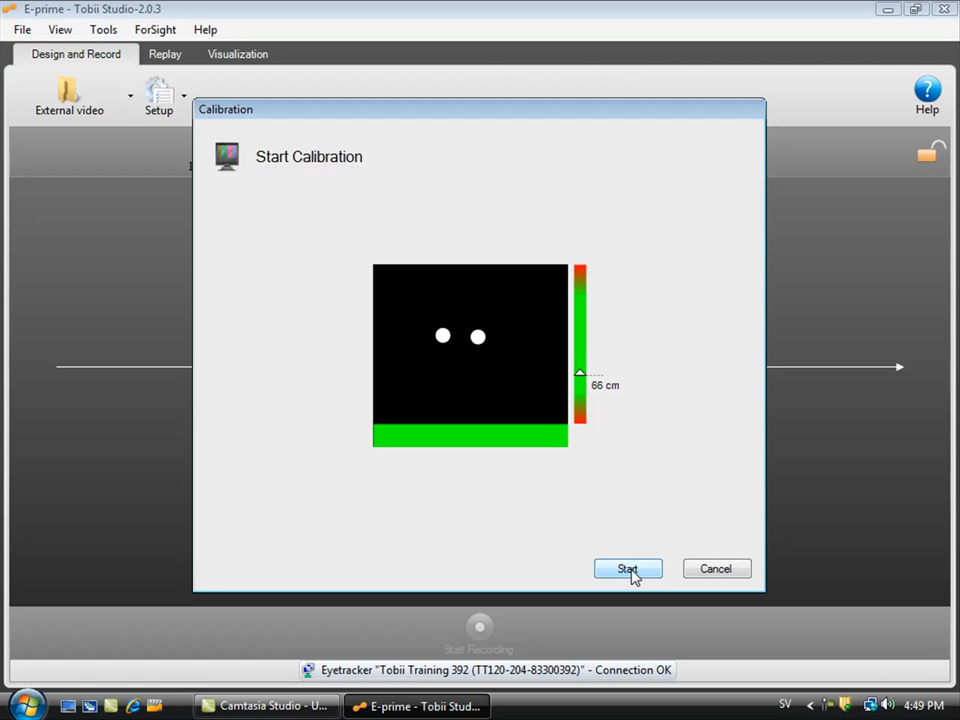 E-prime - Tobii Studio-2.0.3
File View Tools ForSight Help
Design and Record Replay Visualization
External video Setup Help
Calibration
Start Calibration
66 cm
Start Cancel
Start Recording
Eyetracker "Tobii Training 392 (TT120-204-83300392)" - Connection OK
Camtasia Studio - U... E-prime - Tobii Stud... SV 4:49 PM